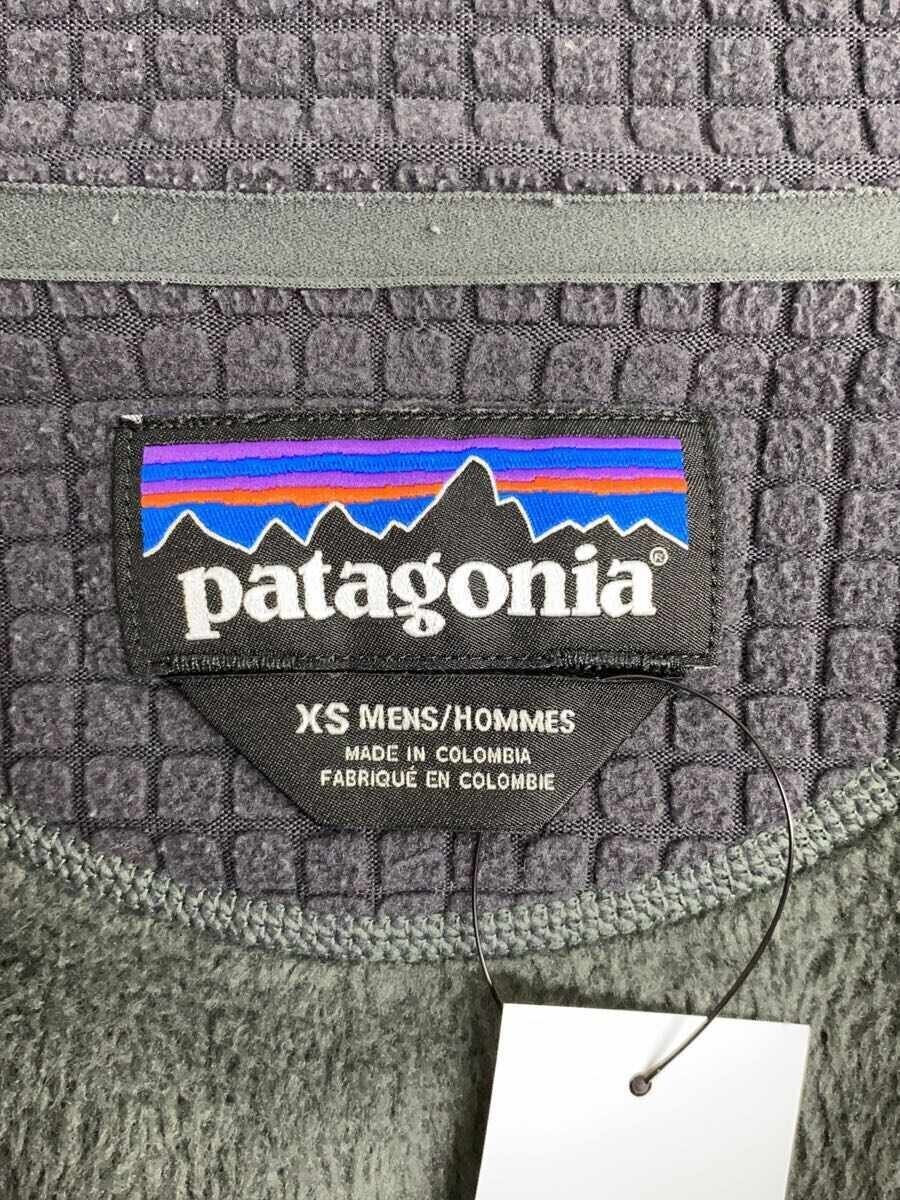 patagonia®
XS MENS/HOMMES
MADE IN COLOMBIA
FABRIQUÉ EN COLOMBIE